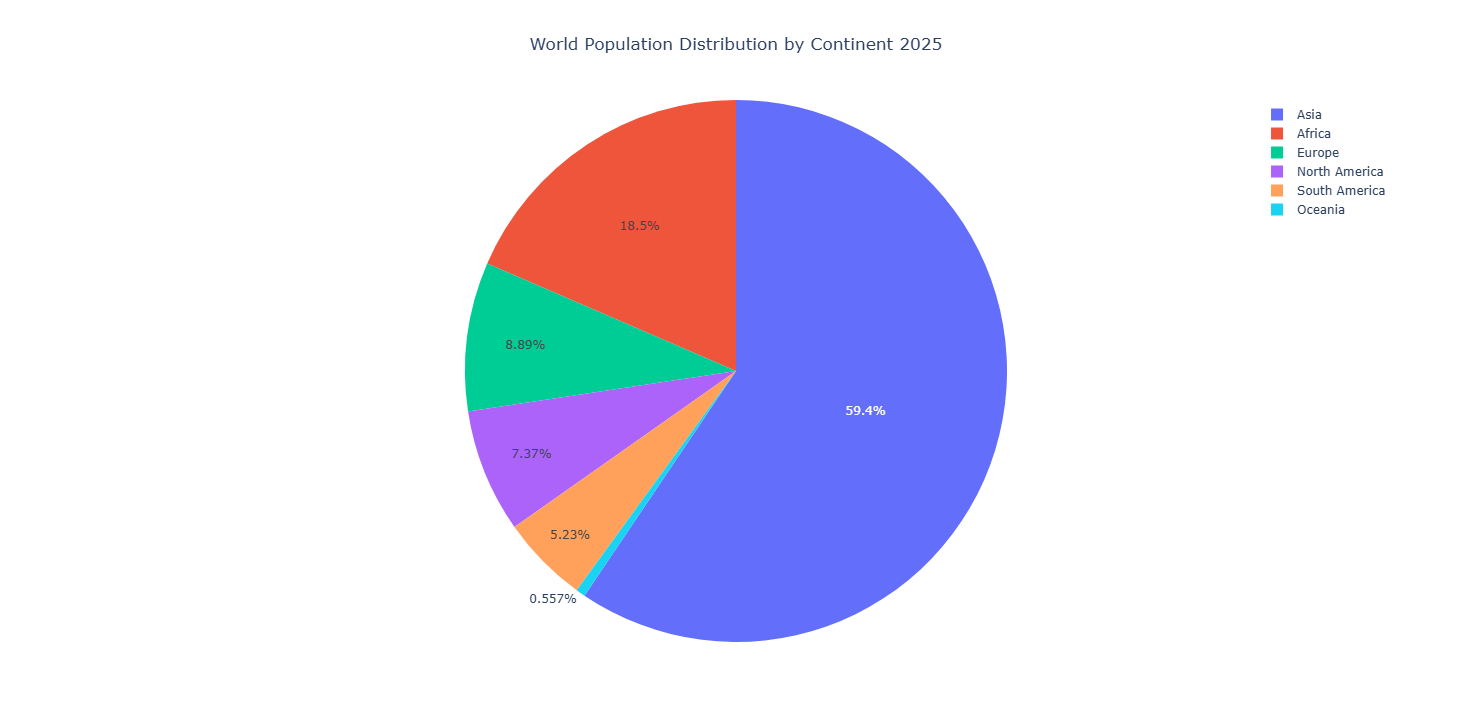 World Population Distribution by Continent 2025
Asia
Africa
Europe
North America
South America
Oceania
18.5%
8.89%
59.4%
7.37%
5.23%
0.557%